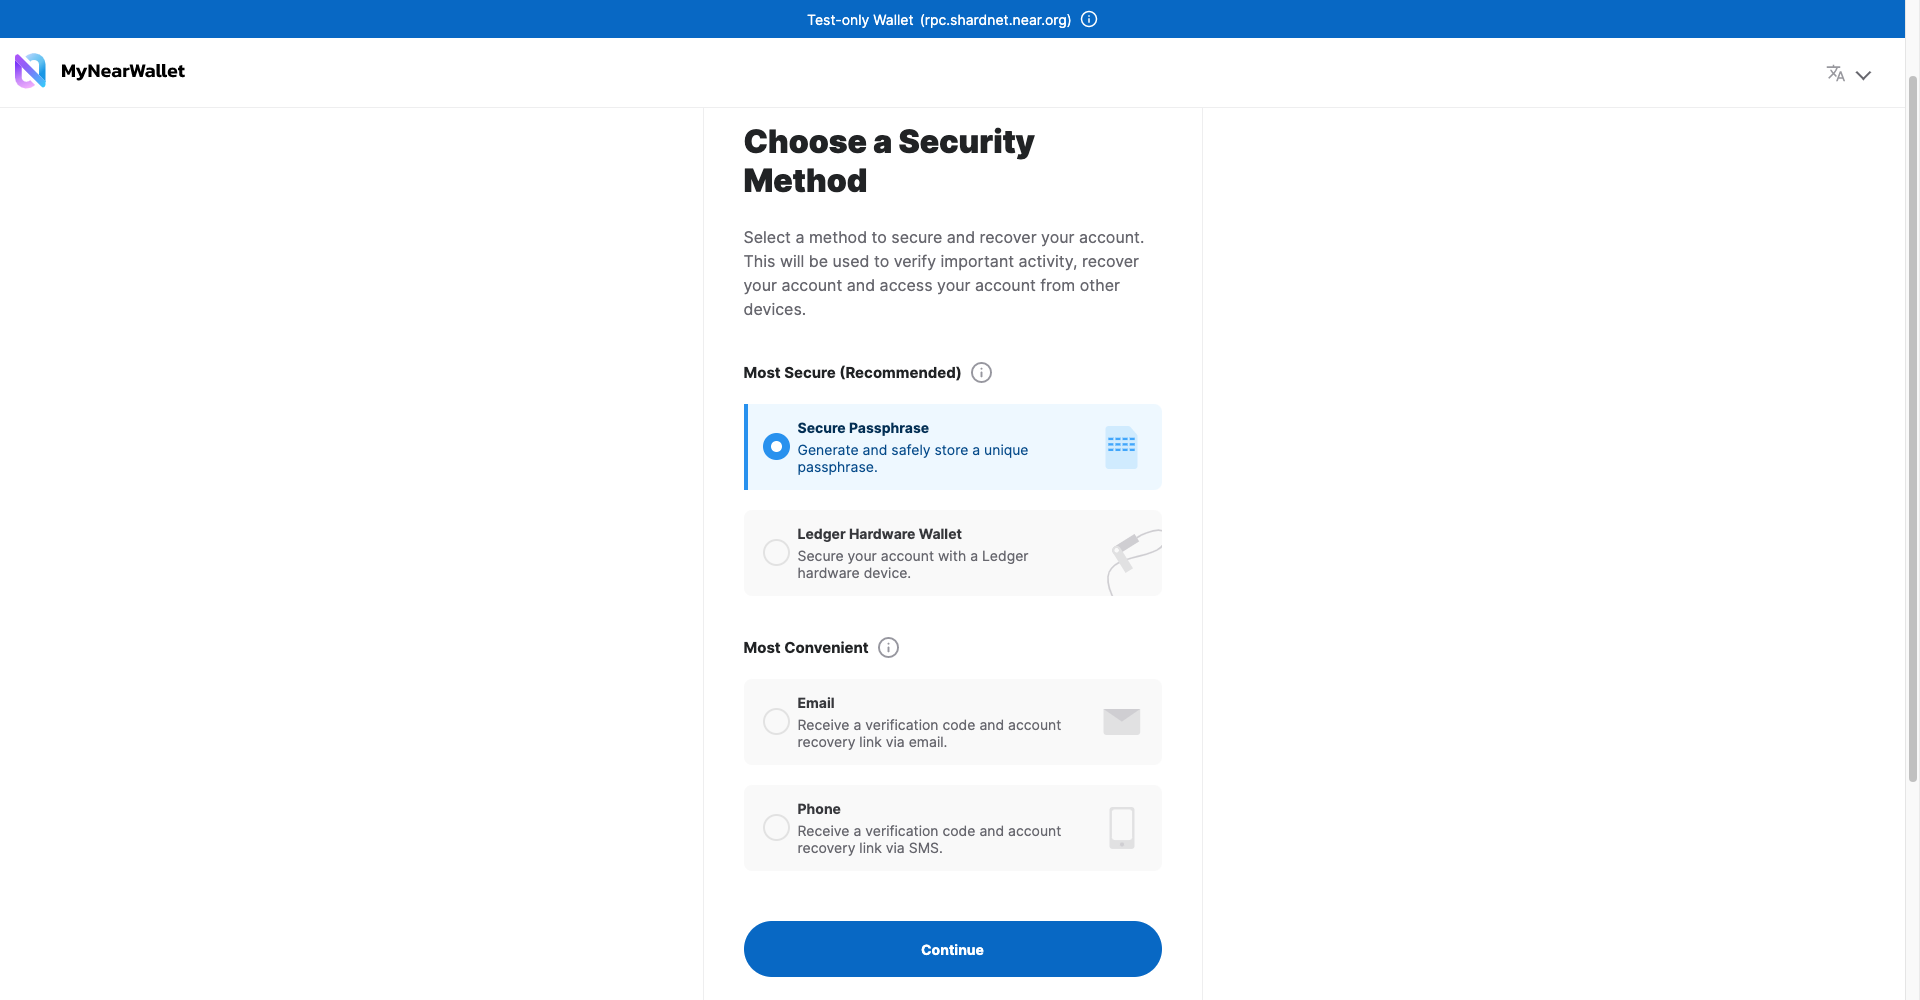 Test-only Wallet (rpc.shardnet.near.org)
MyNearWallet
Choose a Security
Method
Select a method to secure and recover your account.
This will be used to verify important activity, recover
your account and access your account from other
devices.
Most Secure (Recommended)
Secure Passphrase
Generate and safely store a unique
passphrase.
Ledger Hardware Wallet
Secure your account with a Ledger
hardware device.
Most Convenient
Email
Receive a verification code and account
recovery link via email.
Phone
Receive a verification code and account
recovery link via SMS.
Continue